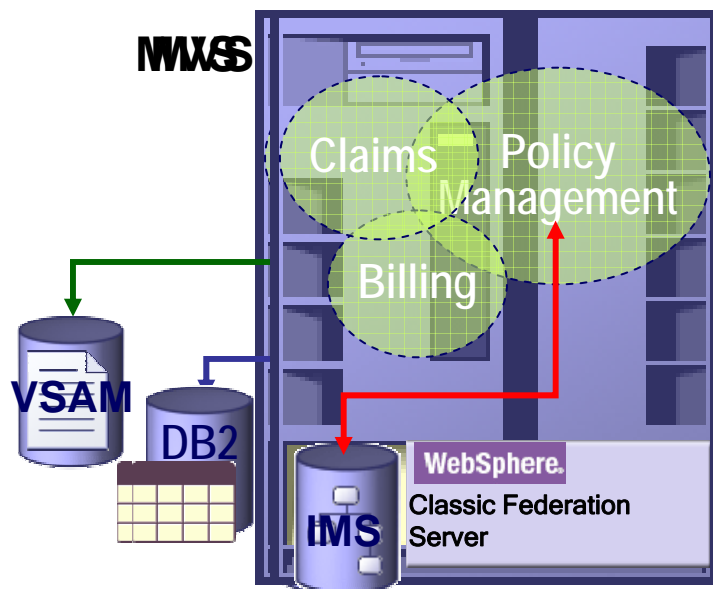 Claims
Policy
Management
Billing
VSAM
DB2
IMS
WebSphere.
Classic Federation
Server